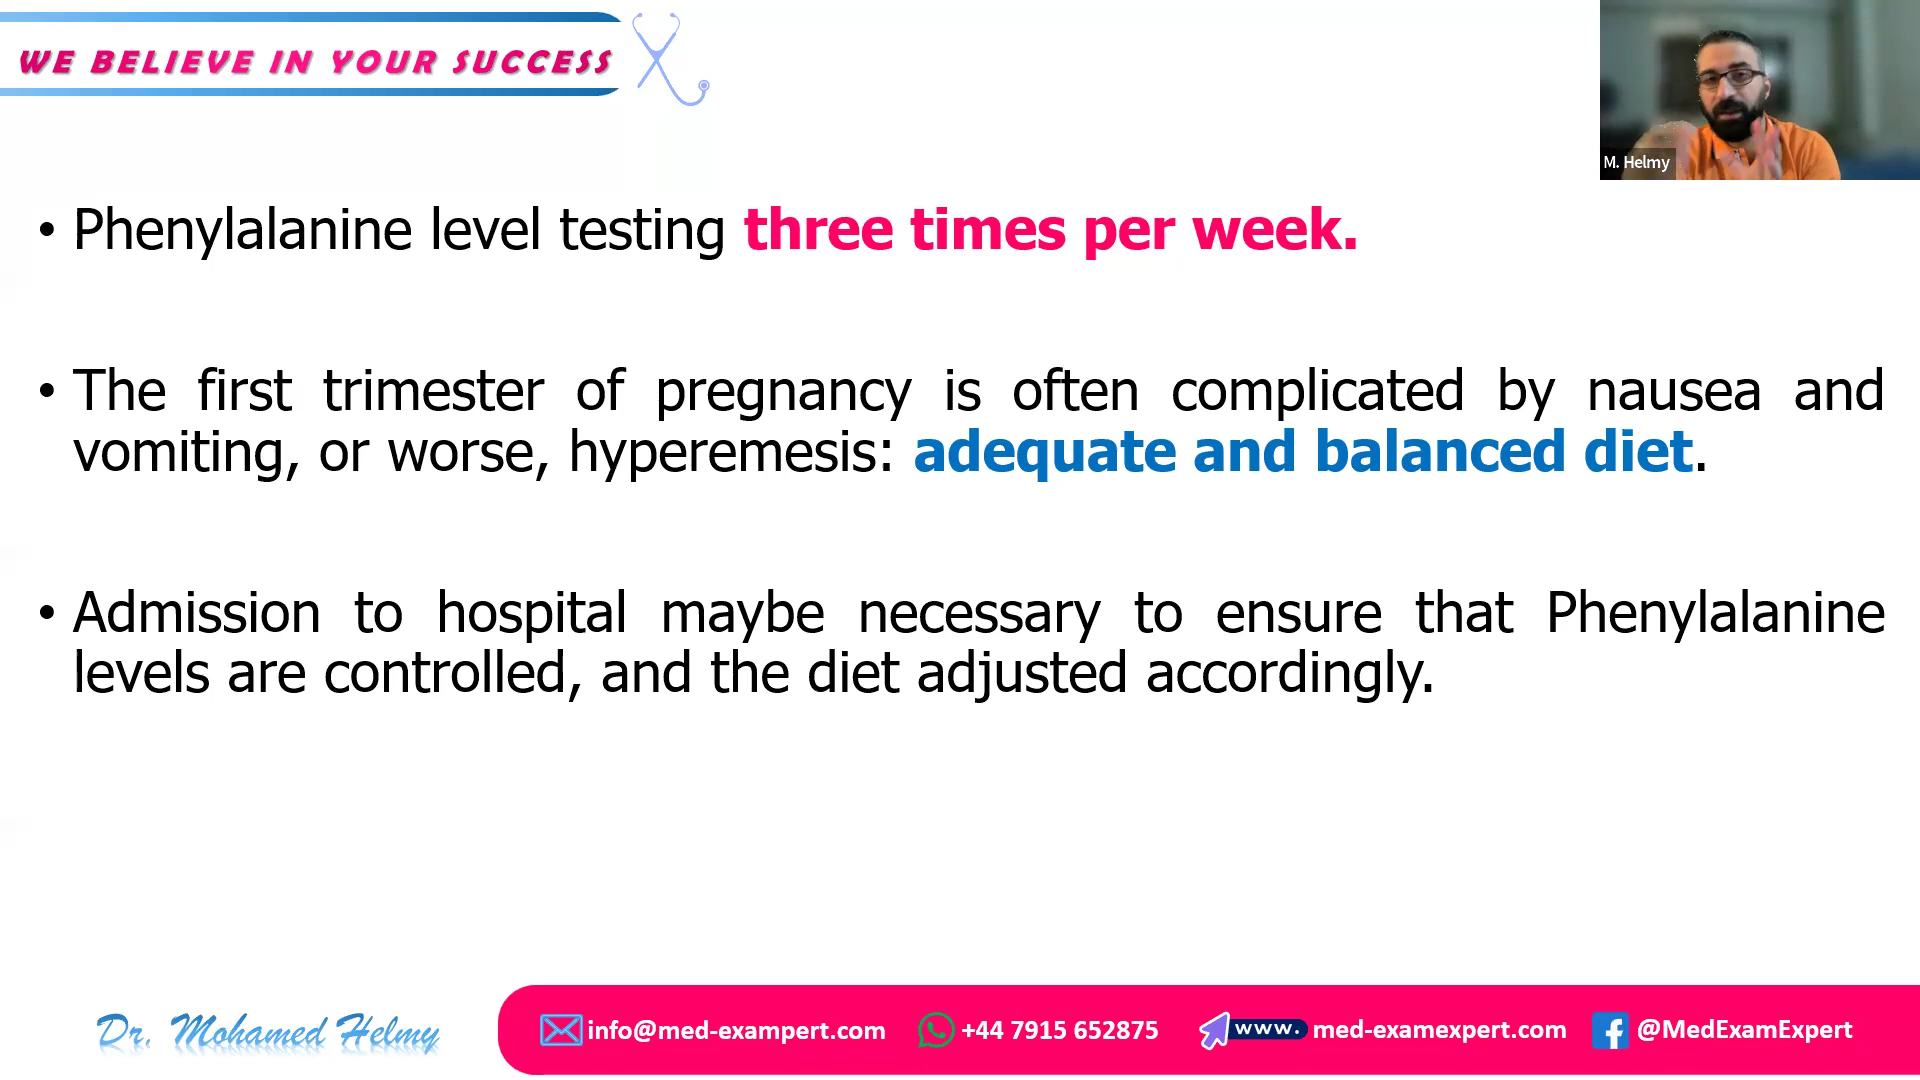 WE BELIEVE IN YOUR SUCCESS
M. Helmy
• Phenylalanine level testing three times per week.
• The first trimester of pregnancy is often complicated by nausea and
vomiting, or worse, hyperemesis: adequate and balanced diet.
• Admission to hospital maybe necessary to ensure that Phenylalanine
levels are controlled, and the diet adjusted accordingly.
Dr. Mohamed Helmy
info@med-exampert.com
+44 7915 652875
www. med-examexpert.com
@MedExamExpert